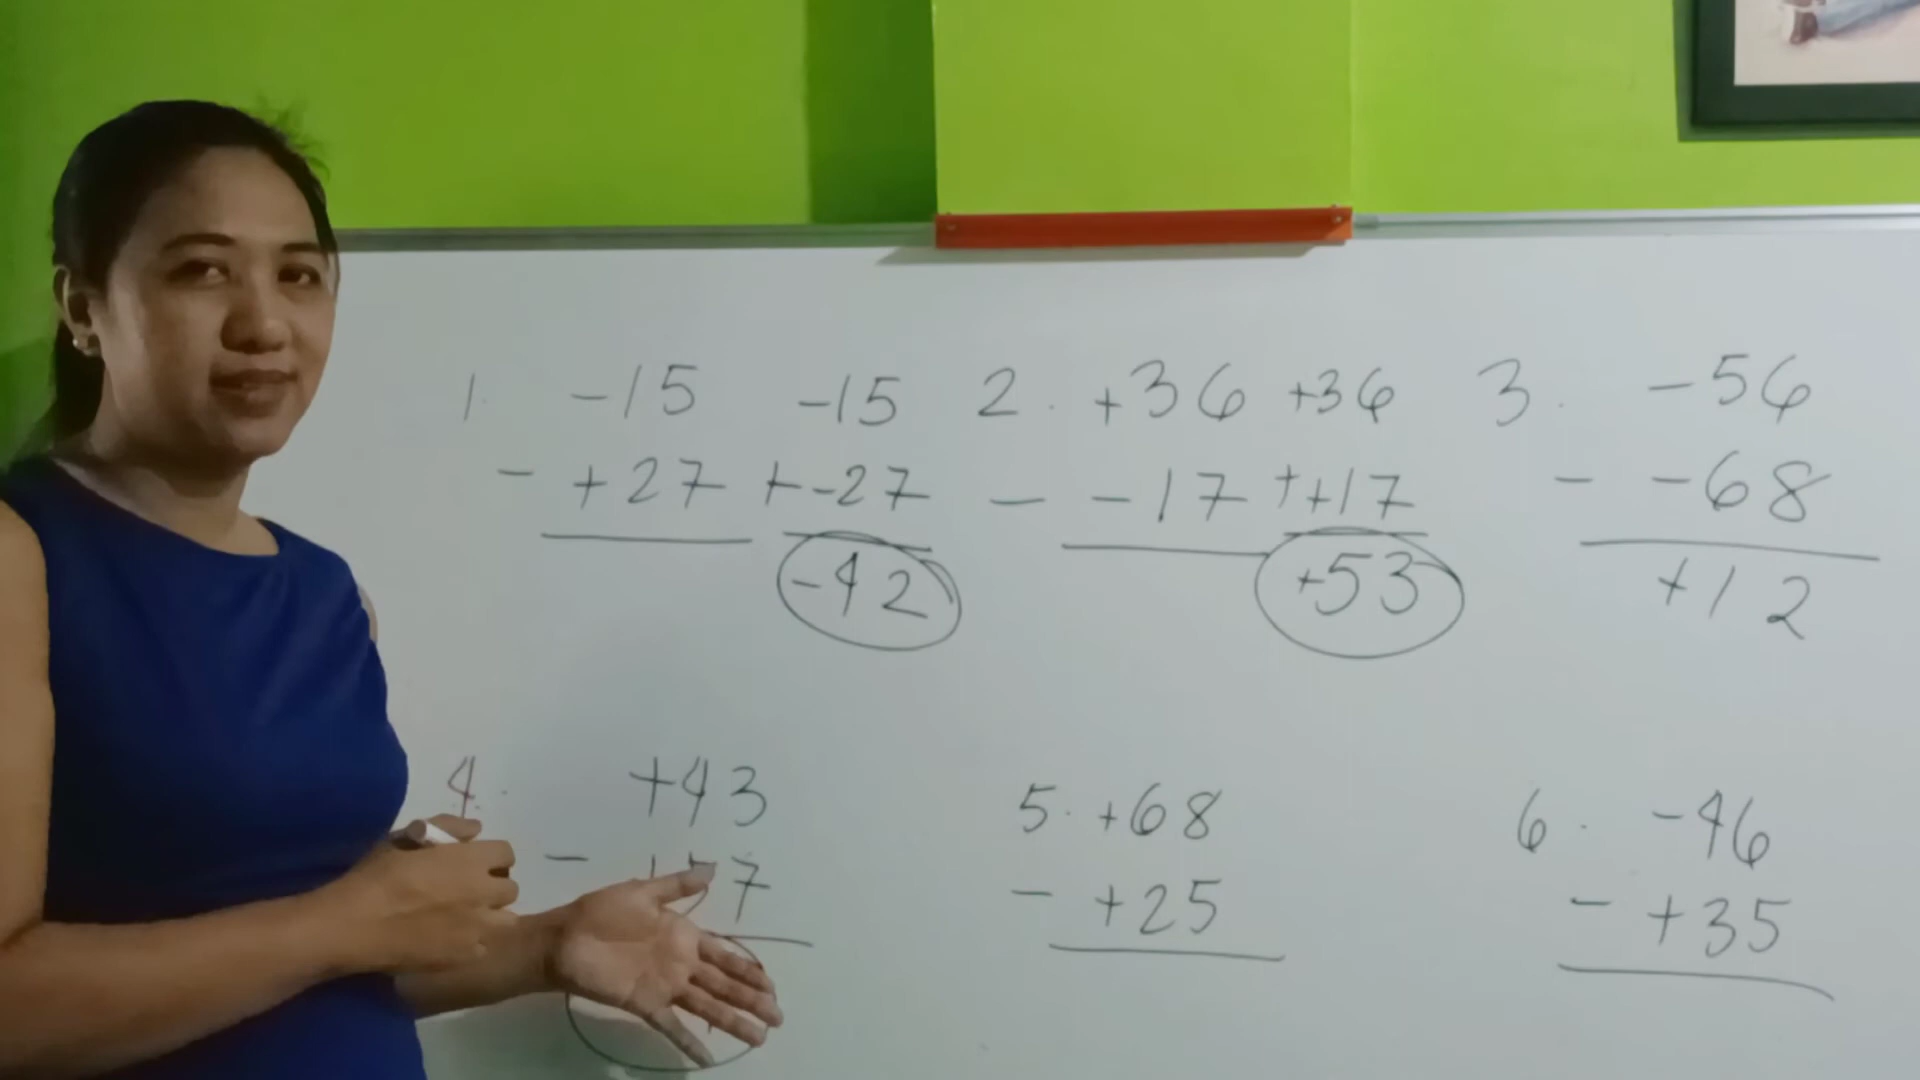 1. -15 -15 2. +36 +36 3. -56
- +27 + -27 - -17 + +17 - -68
-42 +53 +12
4. +43 5. +68 6. -46
- 7 - +25 - +35